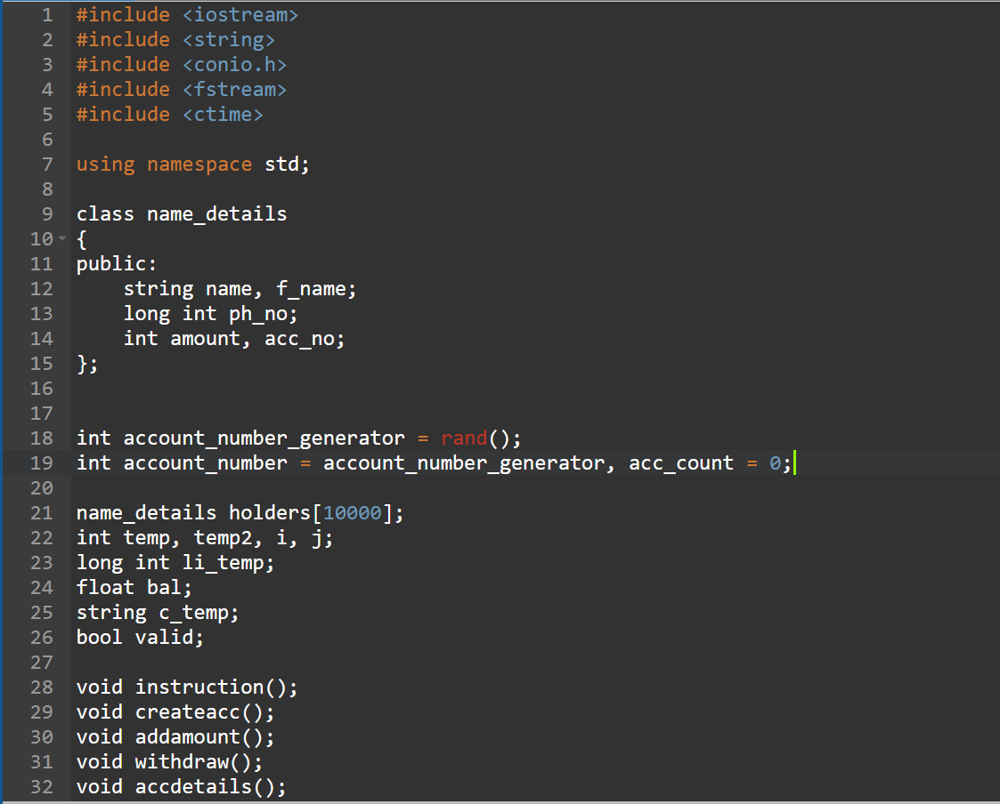 1 #include <iostream>
2 #include <string>
3 #include <conio.h>
4 #include <fstream>
5 #include <ctime>
6
7 using namespace std;
8
9 class name_details
10 {
11 public:
12     string name, f_name;
13     long int ph_no;
14     int amount, acc_no;
15 };
16
17
18 int account_number_generator = rand();
19 int account_number = account_number_generator, acc_count = 0;
20
21 name_details holders[10000];
22 int temp, temp2, i, j;
23 long int li_temp;
24 float bal;
25 string c_temp;
26 bool valid;
27
28 void instruction();
29 void createacc();
30 void addamount();
31 void withdraw();
32 void accdetails();